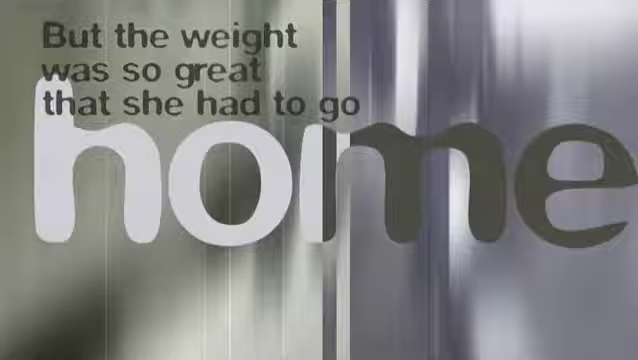 But the weight
was so great
that she had to go
home